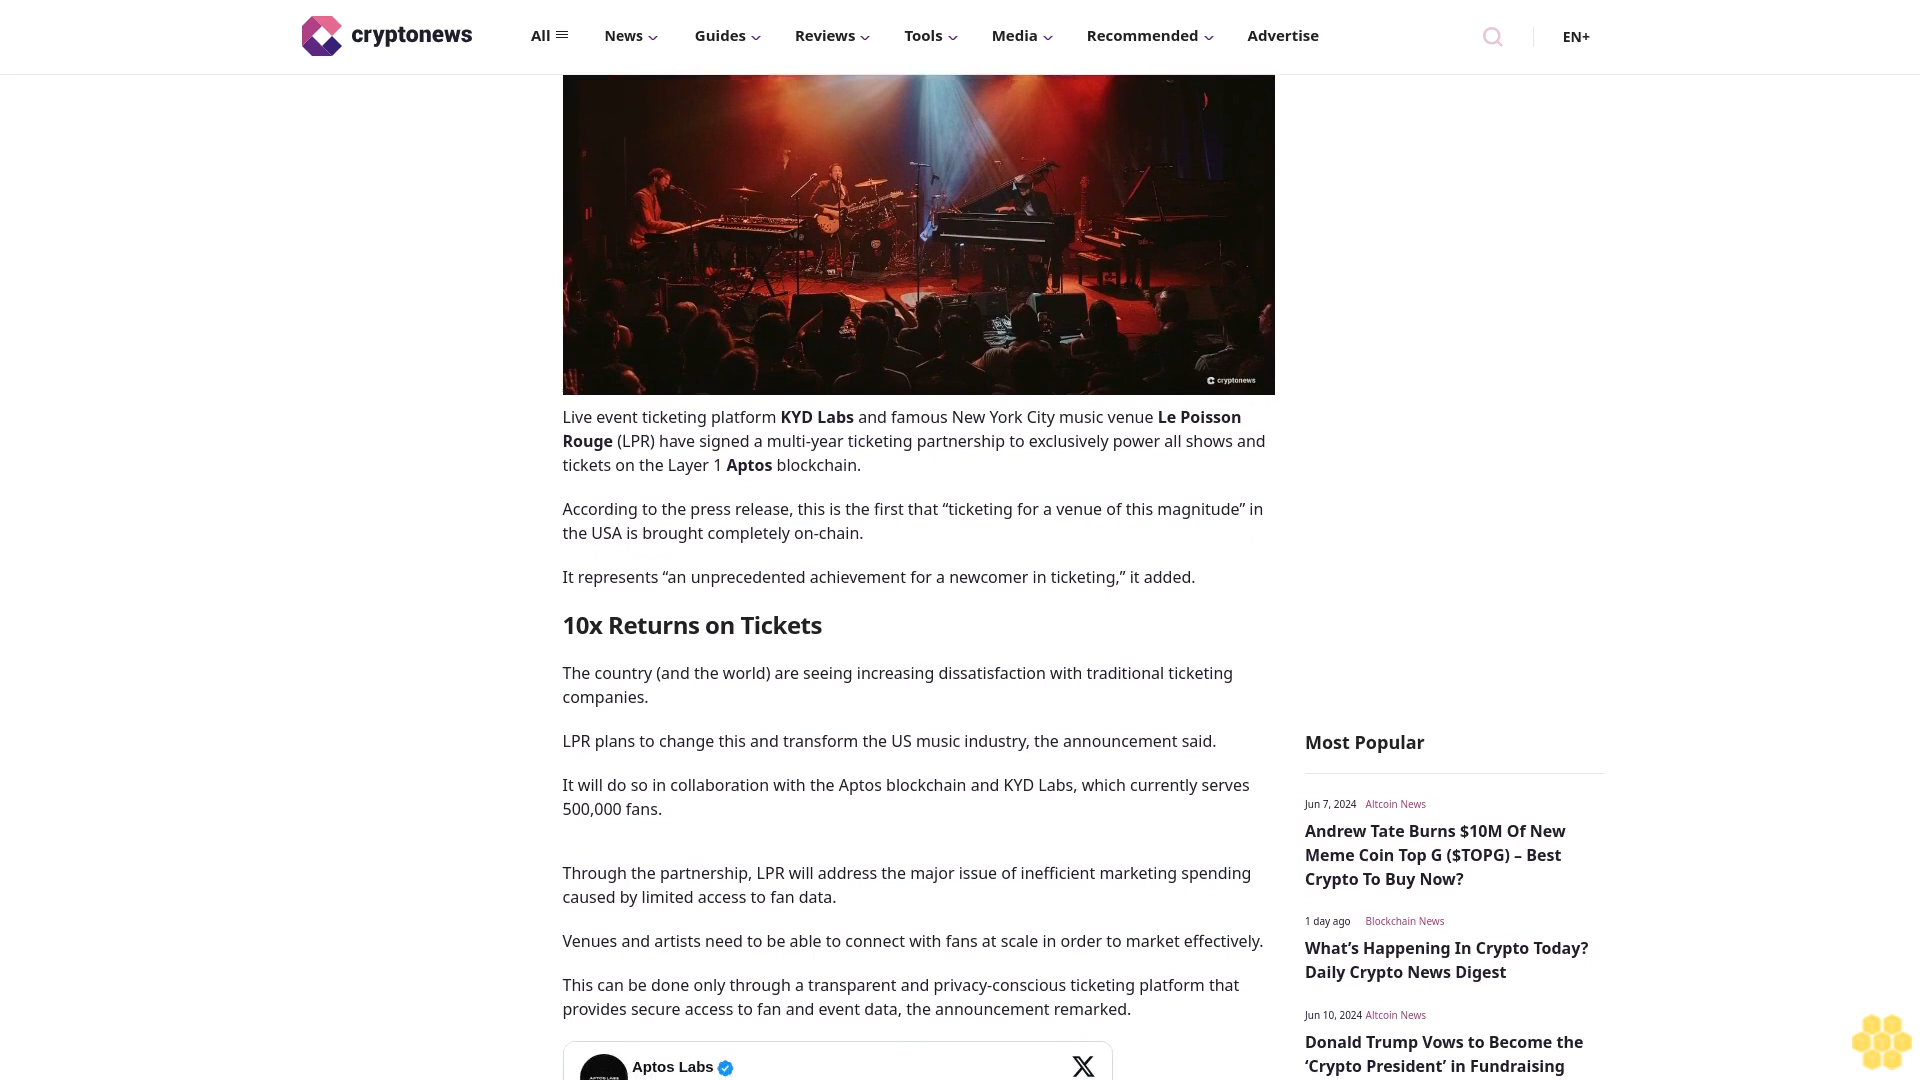 cryptonews
All
News
Guides
Reviews
Tools
Media
Recommended
Advertise
EN+
cryptonews
Live event ticketing platform KYD Labs and famous New York City music venue Le Poisson
Rouge (LPR) have signed a multi-year ticketing partnership to exclusively power all shows and
tickets on the Layer 1 Aptos blockchain.
According to the press release, this is the first that “ticketing for a venue of this magnitude” in
the USA is brought completely on-chain.
It represents “an unprecedented achievement for a newcomer in ticketing,” it added.
10x Returns on Tickets
The country (and the world) are seeing increasing dissatisfaction with traditional ticketing
companies.
LPR plans to change this and transform the US music industry, the announcement said.
It will do so in collaboration with the Aptos blockchain and KYD Labs, which currently serves
500,000 fans.
Through the partnership, LPR will address the major issue of inefficient marketing spending
caused by limited access to fan data.
Venues and artists need to be able to connect with fans at scale in order to market effectively.
This can be done only through a transparent and privacy-conscious ticketing platform that
provides secure access to fan and event data, the announcement remarked.
Aptos Labs
Most Popular
Jun 7, 2024 Altcoin News
Andrew Tate Burns $10M Of New
Meme Coin Top G ($TOPG) – Best
Crypto To Buy Now?
1 day ago Blockchain News
What’s Happening In Crypto Today?
Daily Crypto News Digest
Jun 10, 2024 Altcoin News
Donald Trump Vows to Become the
‘Crypto President’ in Fundraising